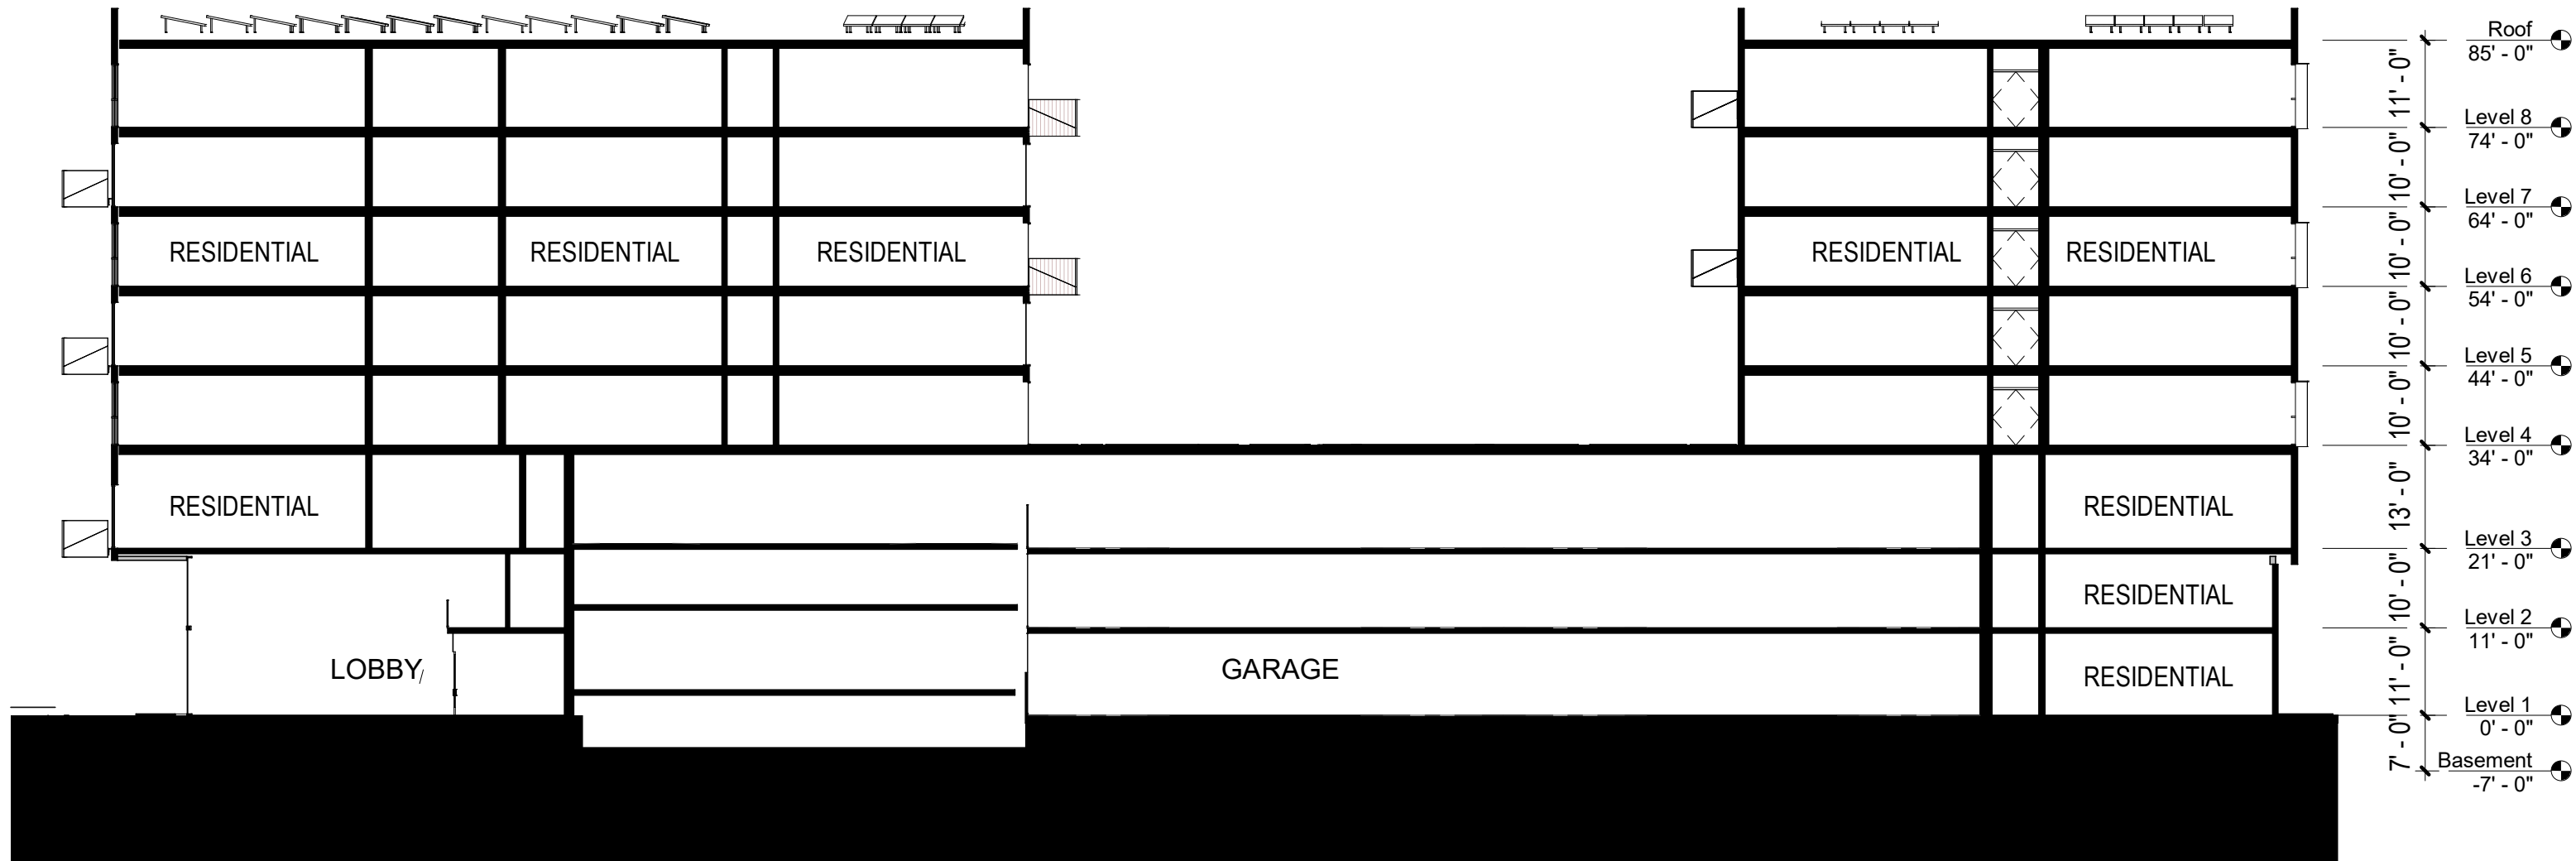 Roof
85' - 0"
11' - 0"
Level 8
74' - 0"
10' - 0"
Level 7
64' - 0"
RESIDENTIAL RESIDENTIAL RESIDENTIAL RESIDENTIAL RESIDENTIAL
10' - 0"
Level 6
54' - 0"
10' - 0"
Level 5
44' - 0"
10' - 0"
Level 4
34' - 0"
RESIDENTIAL RESIDENTIAL
13' - 0"
Level 3
21' - 0"
RESIDENTIAL
10' - 0"
Level 2
11' - 0"
LOBBY GARAGE RESIDENTIAL
11' - 0"
Level 1
0' - 0"
7' - 0"
Basement
-7' - 0"